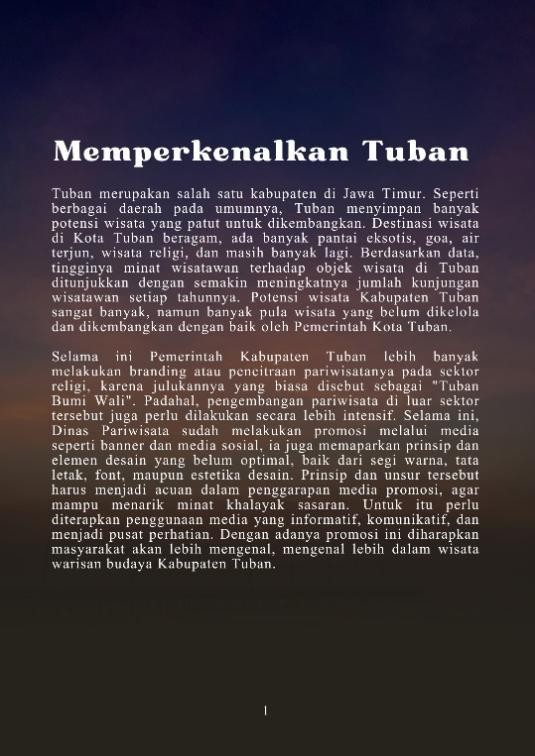 Memperkenalkan Tuban
Tuban merupakan salah satu kabupaten di Jawa Timur. Seperti
berbagai daerah pada umumnya, Tuban menyimpan banyak
potensi wisata yang patut untuk dikembangkan. Destinasi wisata
di Kota Tuban beragam, ada banyak pantai eksotis, goa, air
terjun, wisata religi, dan masih banyak lagi. Berdasarkan data,
tingginya minat wisatawan terhadap objek wisata di Tuban
ditunjukkan dengan semakin meningkatnya jumlah kunjungan
wisatawan setiap tahunnya. Potensi wisata Kabupaten Tuban
sangat banyak, namun banyak pula wisata yang belum dikelola
dan dikembangkan dengan baik oleh Pemerintah Kota Tuban.
Selama ini Pemerintah Kabupaten Tuban lebih banyak
melakukan branding atau pencitraan pariwisatanya pada sektor
religi, karena julukannya yang biasa disebut sebagai "Tuban
Bumi Wali". Padahal, pengembangan pariwisata di luar sektor
tersebut juga perlu dilakukan secara lebih intensif. Selama ini,
Dinas Pariwisata sudah melakukan promosi melalui media
seperti banner dan media sosial, ia juga memaparkan prinsip dan
elemen desain yang belum optimal, baik dari segi warna, tata
letak, font, maupun estetika desain. Prinsip dan unsur tersebut
harus menjadi acuan dalam penggarapan media promosi, agar
mampu menarik minat khalayak sasaran. Untuk itu perlu
diterapkan penggunaan media yang informatif, komunikatif, dan
menjadi pusat perhatian. Dengan adanya promosi ini diharapkan
masyarakat akan lebih mengenal, mengenal lebih dalam wisata
warisan budaya Kabupaten Tuban.
1